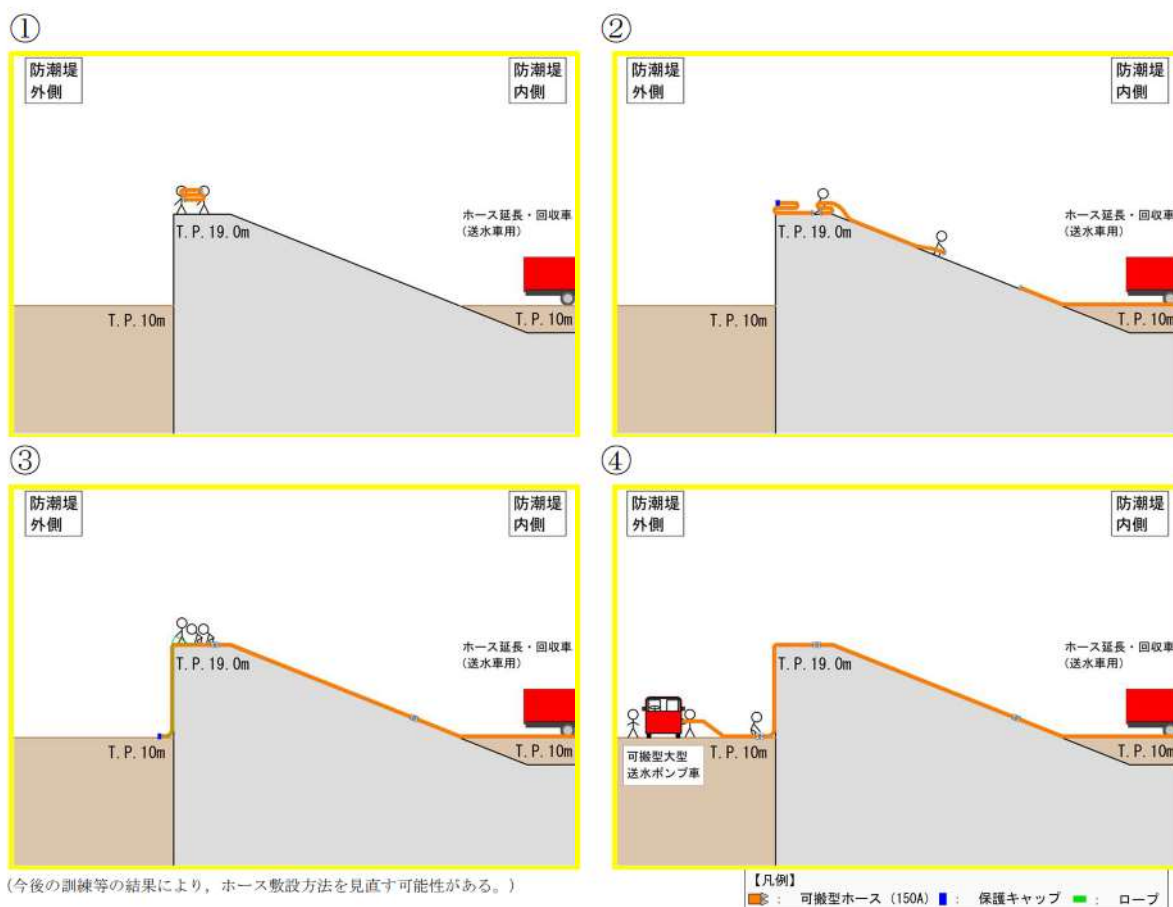 ①
防潮堤
外側
防潮堤
内側
ホース延長・回収車
(送水車用)
T.P.19.0m
T.P.10m
T.P.10m
②
防潮堤
外側
防潮堤
内側
ホース延長・回収車
(送水車用)
T.P.19.0m
T.P.10m
T.P.10m
③
防潮堤
外側
防潮堤
内側
ホース延長・回収車
(送水車用)
T.P.19.0m
T.P.10m
T.P.10m
④
防潮堤
外側
防潮堤
内側
ホース延長・回収車
(送水車用)
T.P.19.0m
可搬型大型
送水ポンプ車
T.P.10m
T.P.10m
(今後の訓練等の結果により，ホース敷設方法を見直す可能性がある。)
【凡例】
： 可搬型ホース (150A) ： 保護キャップ ： ロープ